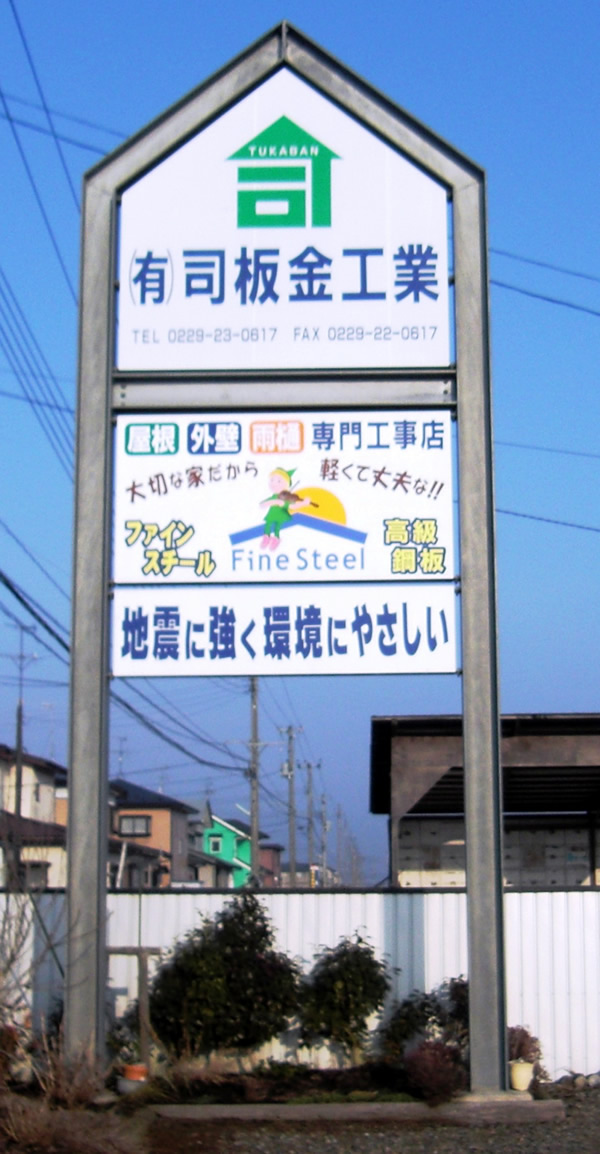 TUKABAN
司
㈲司板金工業
TEL 0229-23-0617 FAX 0229-22-0617
屋根 外壁 雨樋 専門工事店
大切な家だから 軽くて丈夫な!!
ファイン
スチール
Fine Steel
高級
鋼板
地震に強く環境にやさしい